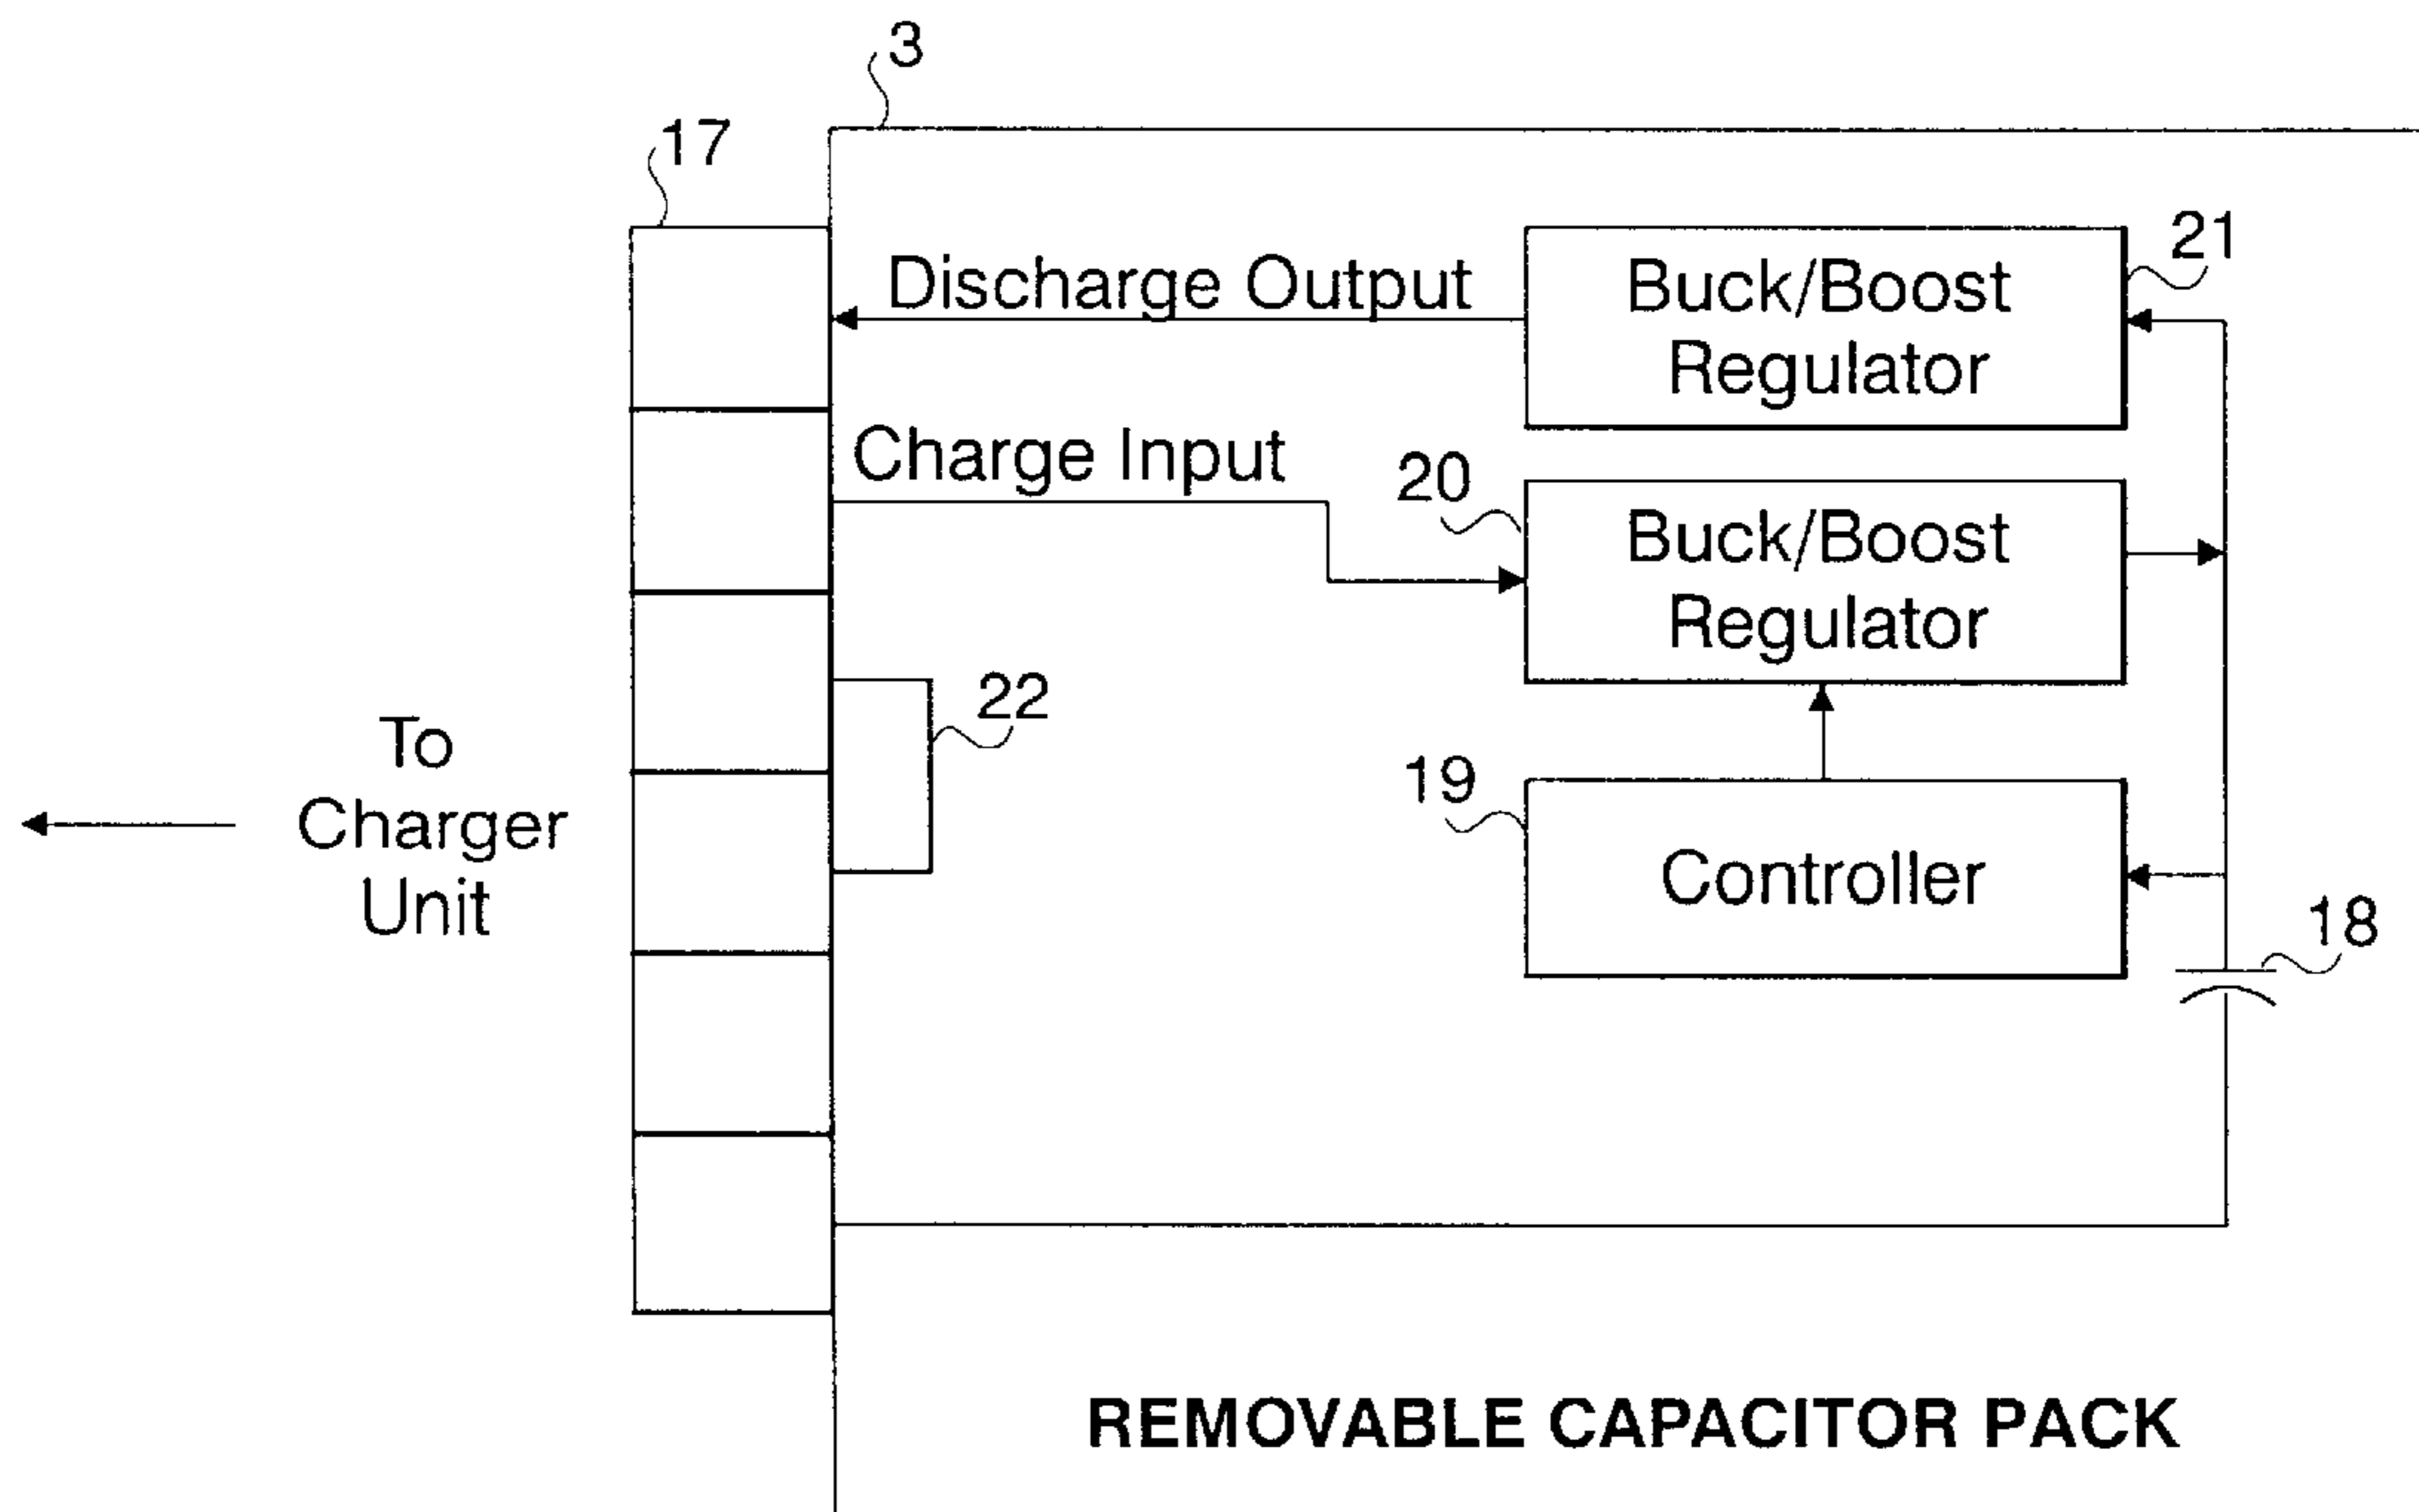 3
17
21
Discharge Output
Buck/Boost
Regulator
Charge Input
20
Buck/Boost
Regulator
22
To
Charger
Unit
19
Controller
18
REMOVABLE CAPACITOR PACK